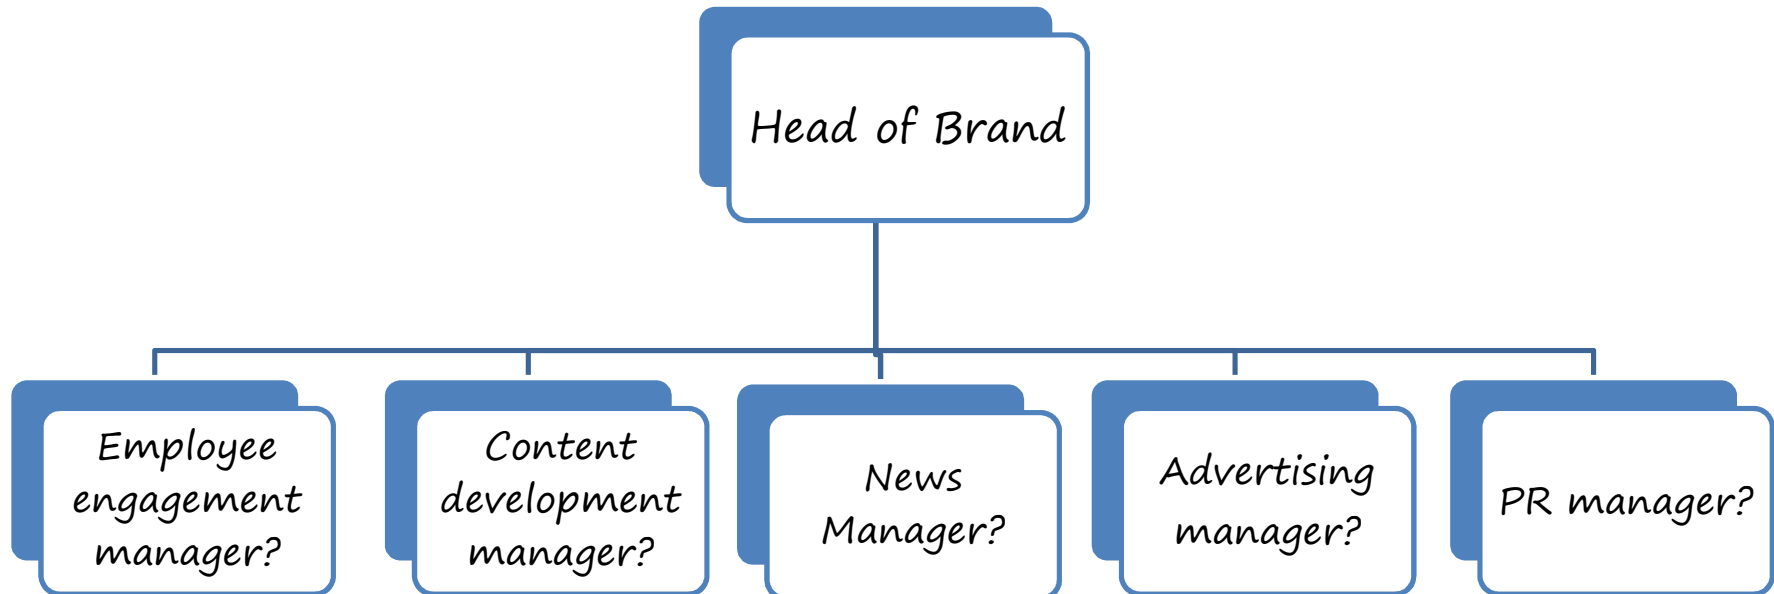 Head of Brand
Employee
engagement
manager?
Content
development
manager?
News
Manager?
Advertising
manager?
PR manager?